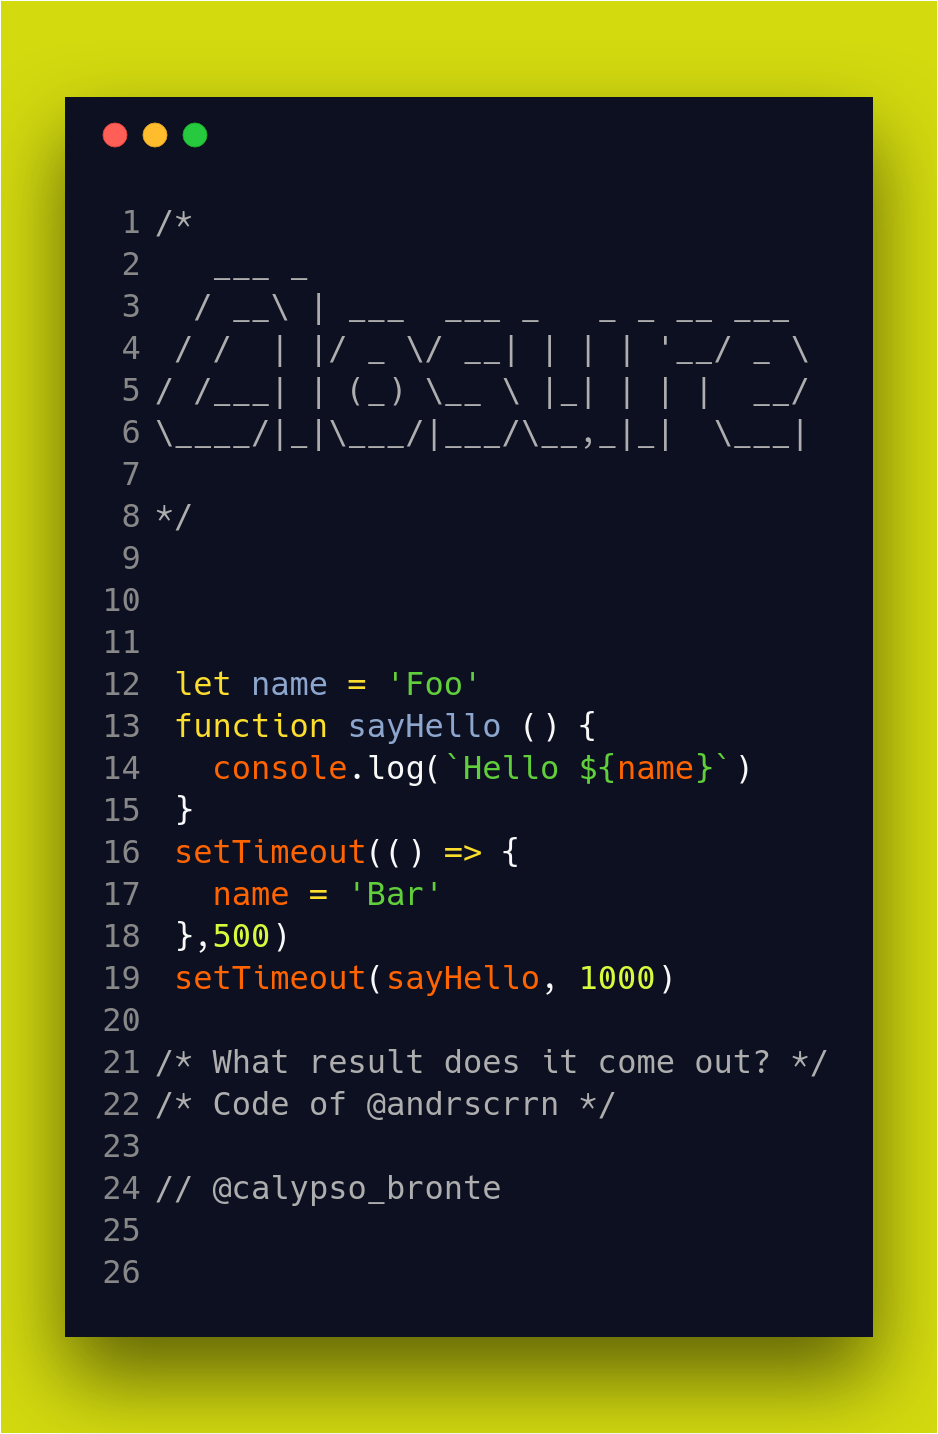 1 /*
2    ___ _
3   / __\ | ___  ___ _   _ _ __ ___
4  / /  | |/ _ \/ __| | | | '__/ _ \
5 / /___| | (_) \__ \ |_| | | |  __/
6 \____/|_|\___/|___/\__,_|_|  \___|
7
8 */
9
10
11
12  let name = 'Foo'
13  function sayHello () {
14    console.log(`Hello ${name}`)
15  }
16  setTimeout(() => {
17    name = 'Bar'
18  },500)
19  setTimeout(sayHello, 1000)
20
21 /* What result does it come out? */
22 /* Code of @andrscrrn */
23
24 // @calypso_bronte
25
26